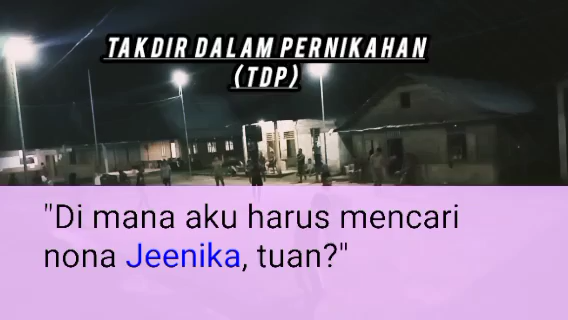 TAKDIR DALAM PERNIKAHAN
(TDP)
"Di mana aku harus mencari
nona Jeenika, tuan?"